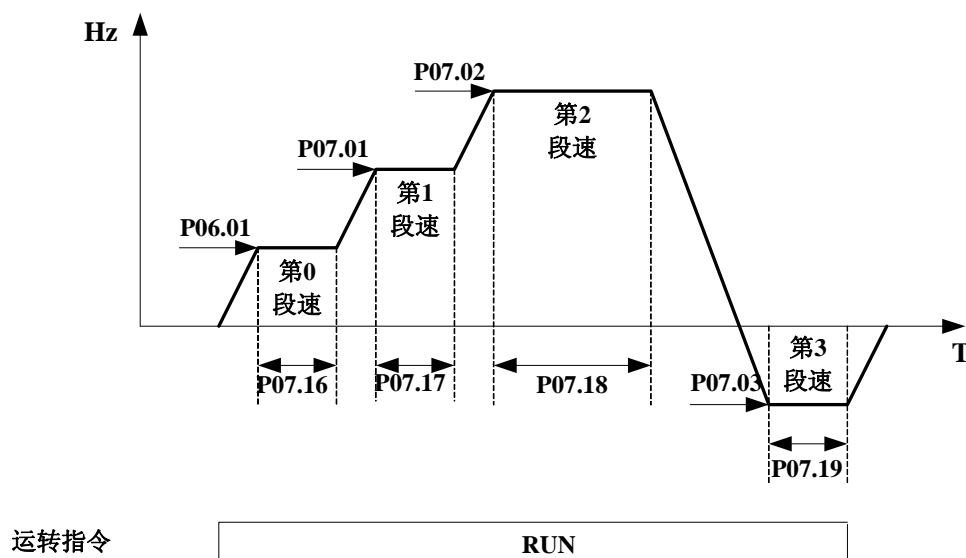 Hz
P07.02
第2
段速
P07.01
第1
段速
P06.01
第0
段速
T
第3
段速
P07.16
P07.17
P07.18
P07.03
P07.19
运转指令
RUN